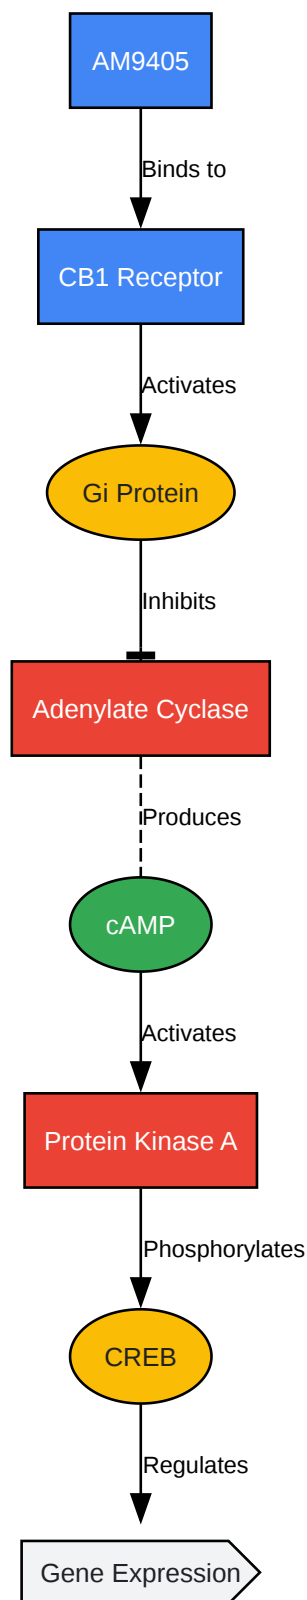 AM9405
Binds to
CB1 Receptor
Activates
Gi Protein
Inhibits
Adenylate Cyclase
Produces
cAMP
Activates
Protein Kinase A
Phosphorylates
CREB
Regulates
Gene Expression